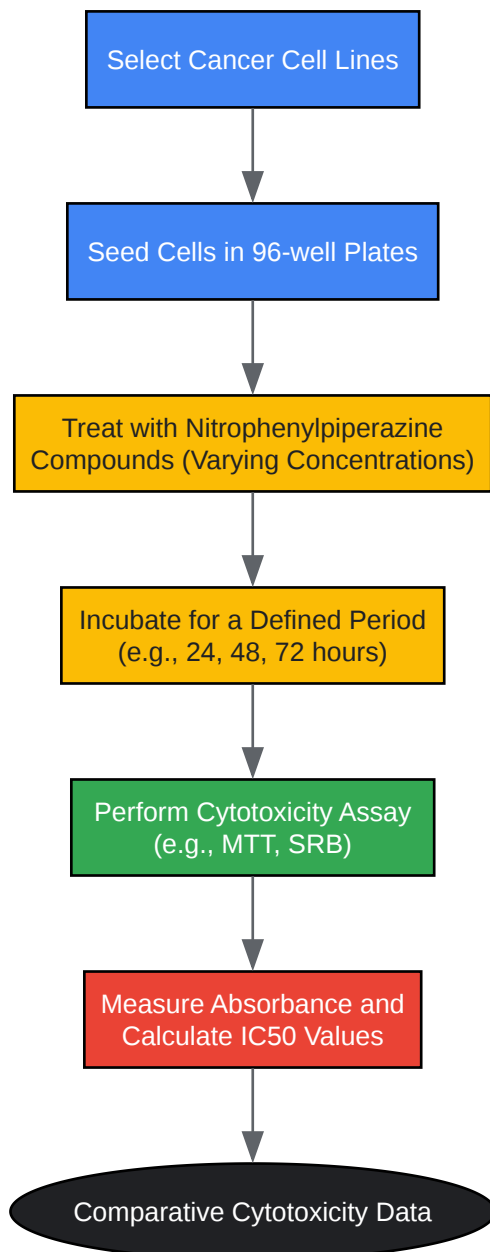 Select Cancer Cell Lines
Seed Cells in 96-well Plates
Treat with Nitrophenylpiperazine
Compounds (Varying Concentrations)
Incubate for a Defined Period
(e.g., 24, 48, 72 hours)
Perform Cytotoxicity Assay
(e.g., MTT, SRB)
Measure Absorbance and
Calculate IC50 Values
Comparative Cytotoxicity Data